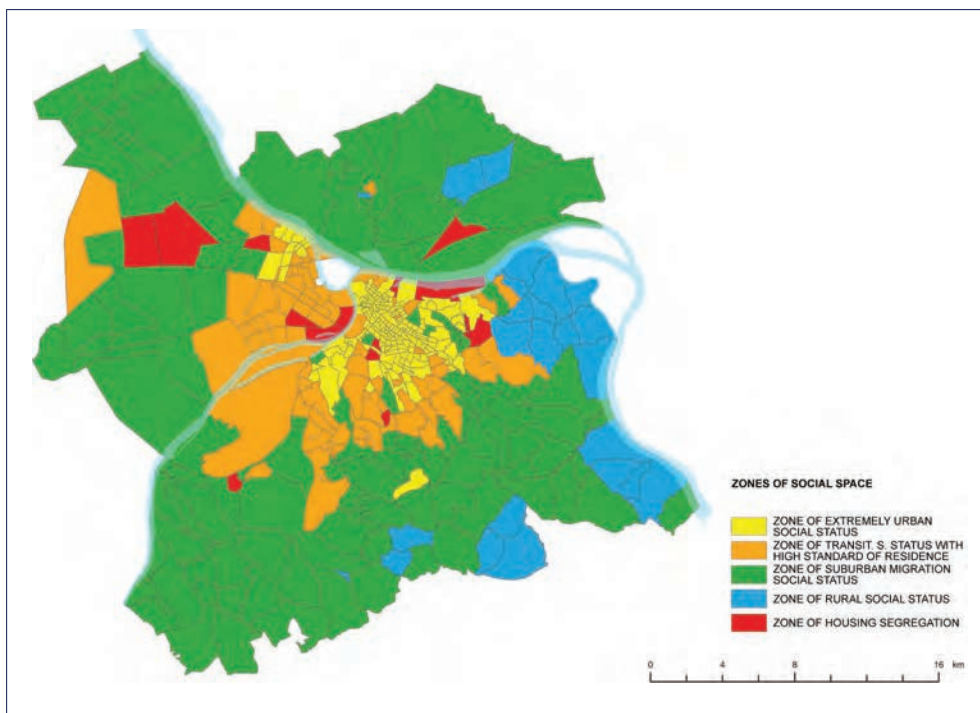 ZONES OF SOCIAL SPACE
ZONE OF EXTREMELY URBAN
SOCIAL STATUS
ZONE OF TRANSIT. S. STATUS WITH
HIGH STANDARD OF RESIDENCE
ZONE OF SUBURBAN MIGRATION
SOCIAL STATUS
ZONE OF RURAL SOCIAL STATUS
ZONE OF HOUSING SEGREGATION
0 4 8 16 km